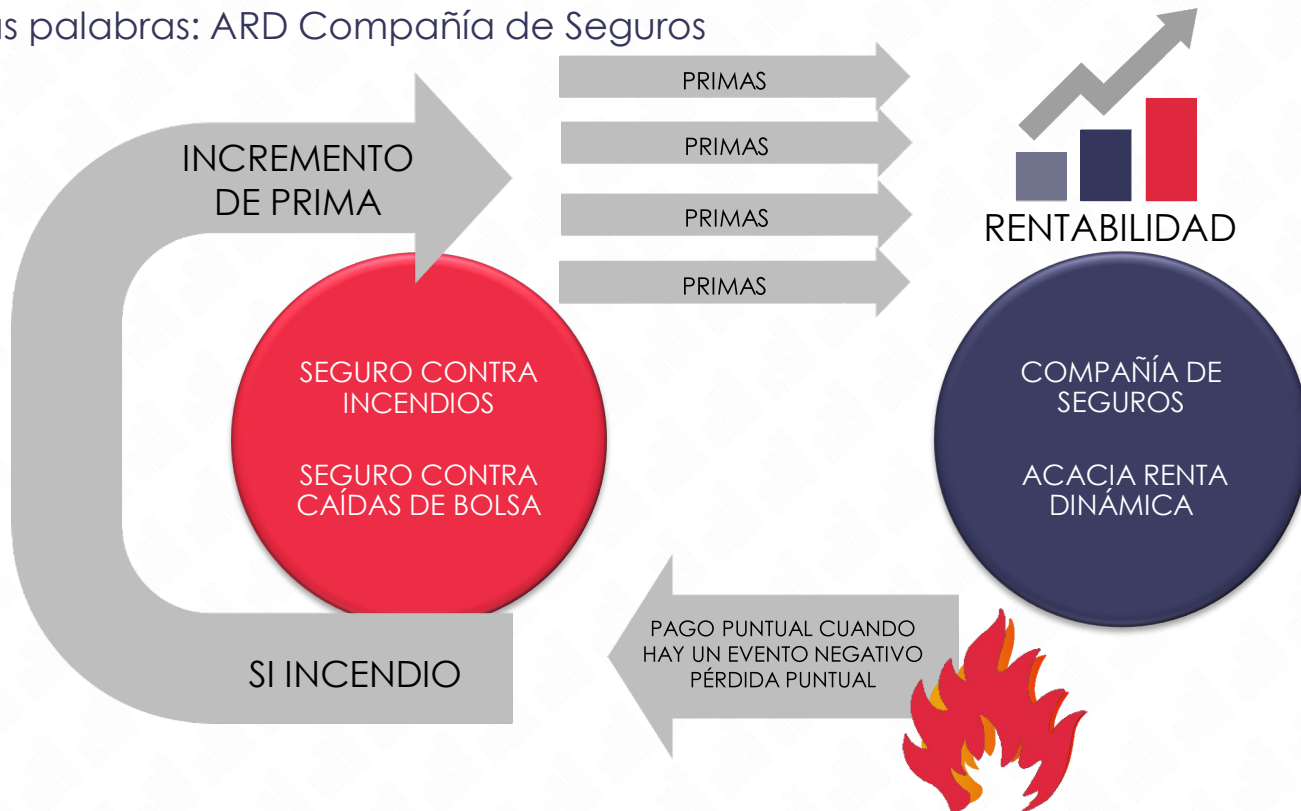 palabras: ARD Compañía de Seguros
PRIMAS
INCREMENTO
DE PRIMA
PRIMAS
PRIMAS
PRIMAS
RENTABILIDAD
SEGURO CONTRA
INCENDIOS
SEGURO CONTRA
CAÍDAS DE BOLSA
COMPAÑÍA DE
SEGUROS
ACACIA RENTA
DINÁMICA
PAGO PUNTUAL CUANDO
HAY UN EVENTO NEGATIVO
PÉRDIDA PUNTUAL
SI INCENDIO